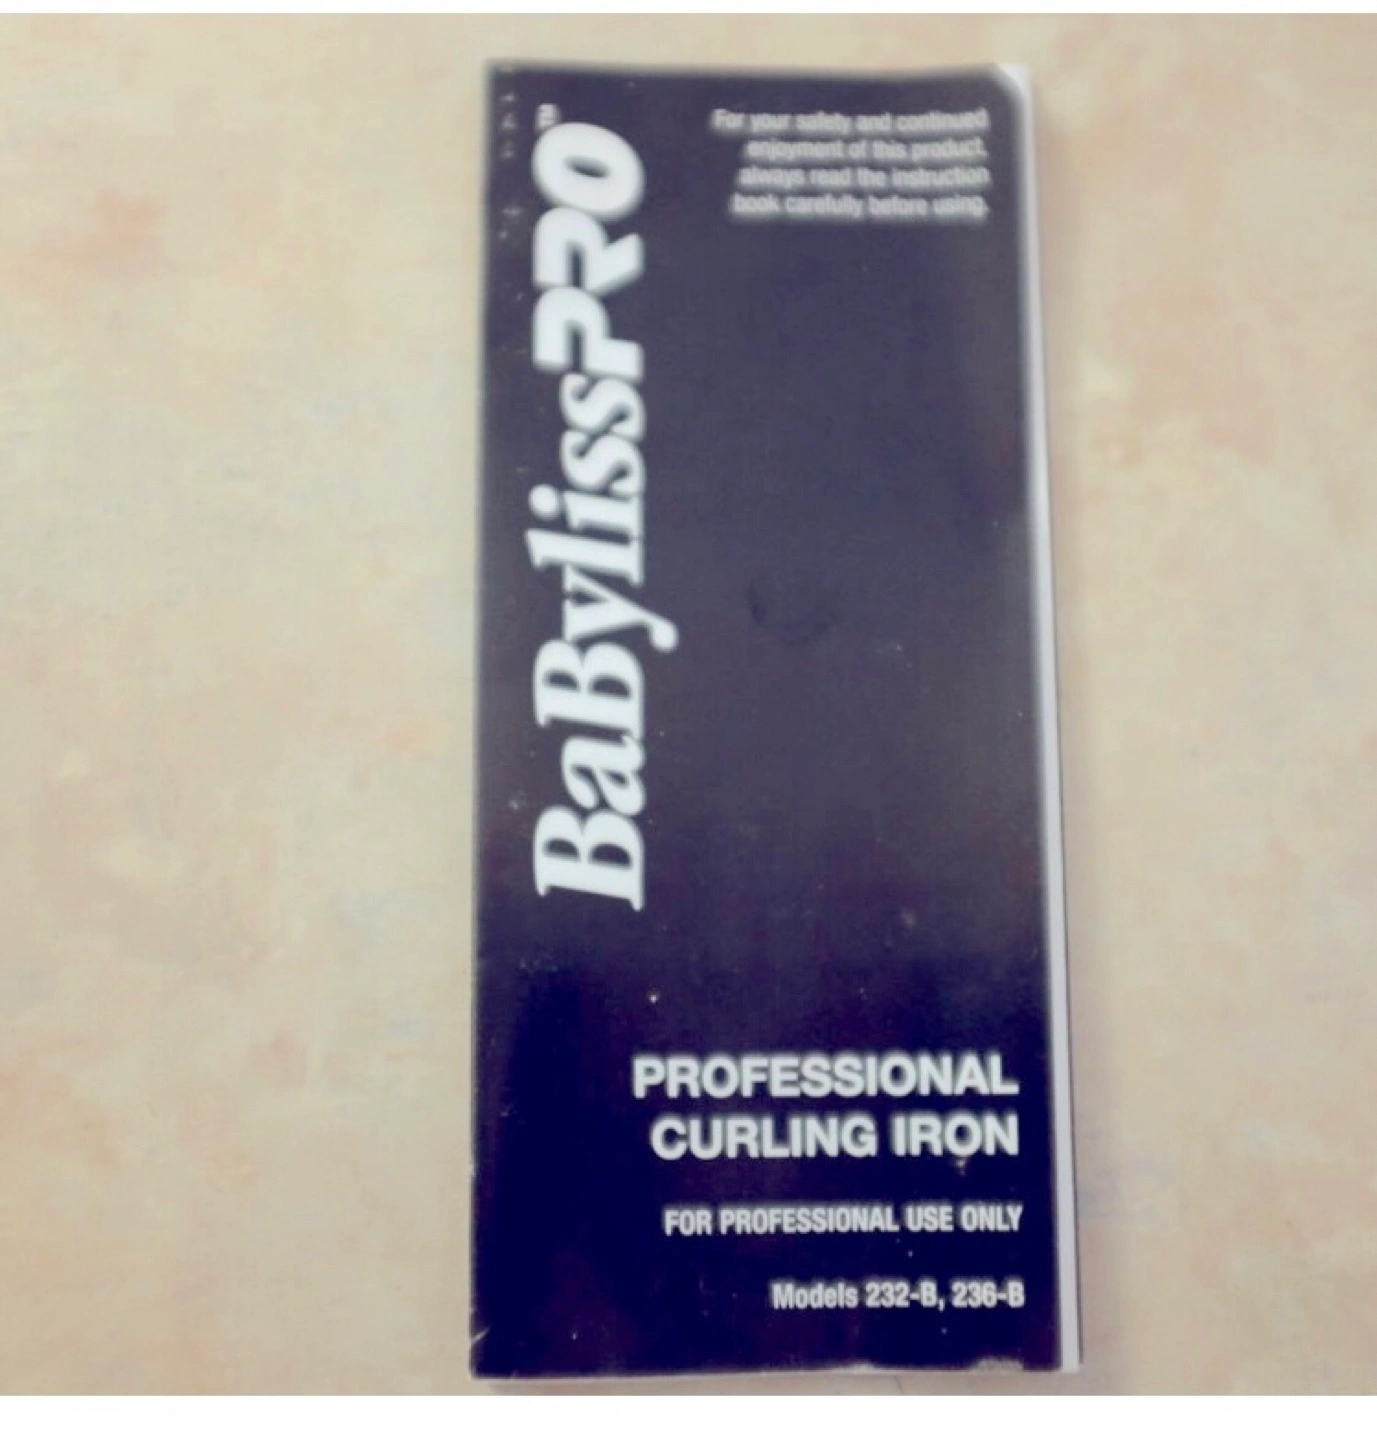 For your safety and continued
enjoyment of this product,
always read the instruction
book carefully before using.
BaBylissPRO™
PROFESSIONAL
CURLING IRON
FOR PROFESSIONAL USE ONLY
Models 232-B, 236-B